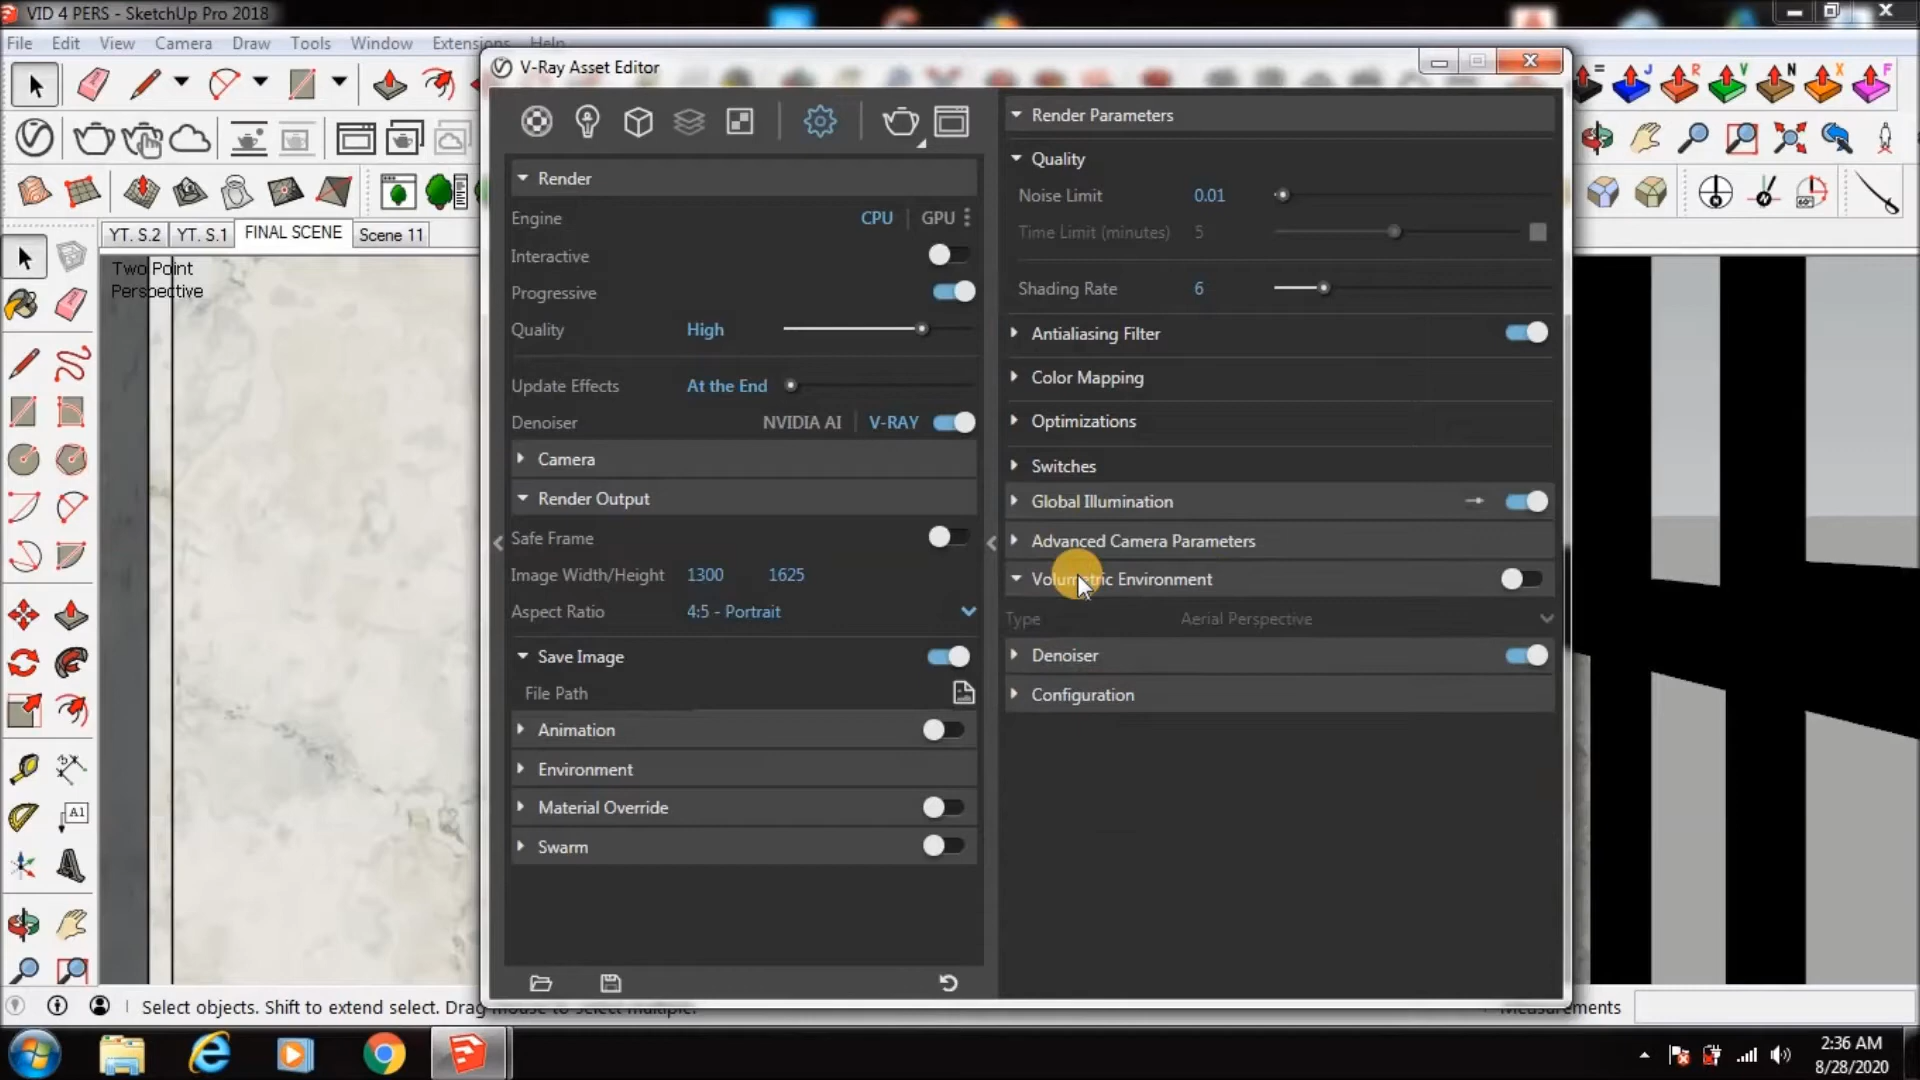 VID 4 PERS - SketchUp Pro 2018
File Edit View Camera Draw Tools Window Extensions Help
V-Ray Asset Editor
YT. S.2 YT. S.1 FINAL SCENE Scene 11
Two Point
Perspective
Render
Engine CPU GPU
Interactive
Progressive
Quality High
Update Effects At the End
Denoiser NVIDIA AI V-RAY
Camera
Render Output
Safe Frame
Image Width/Height 1300 1625
Aspect Ratio 4:5 - Portrait
Save Image
File Path
Animation
Environment
Material Override
Swarm
Render Parameters
Quality
Noise Limit 0.01
Time Limit (minutes) 5
Shading Rate 6
Antialiasing Filter
Color Mapping
Optimizations
Switches
Global Illumination
Advanced Camera Parameters
Volumetric Environment
Type Aerial Perspective
Denoiser
Configuration
= J R V N X F
60°
A1
Select objects. Shift to extend select. Drag mouse to select multiple.
Measurements
2:36 AM
8/28/2020